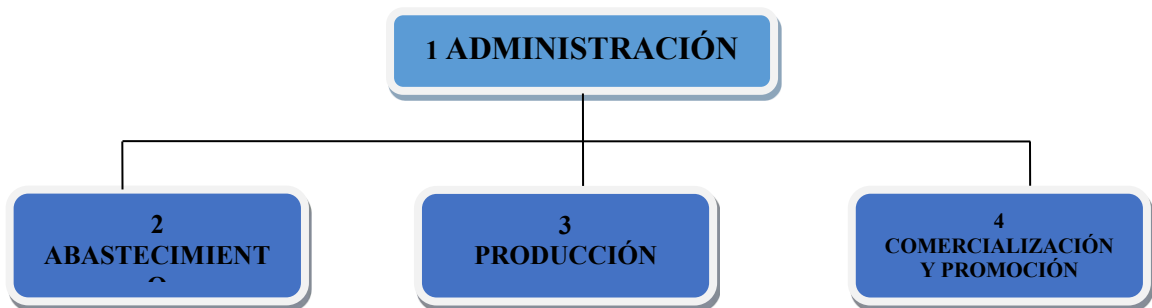 1 ADMINISTRACIÓN
2
ABASTECIMIENT
O
3
PRODUCCIÓN
4
COMERCIALIZACIÓN
Y PROMOCIÓN